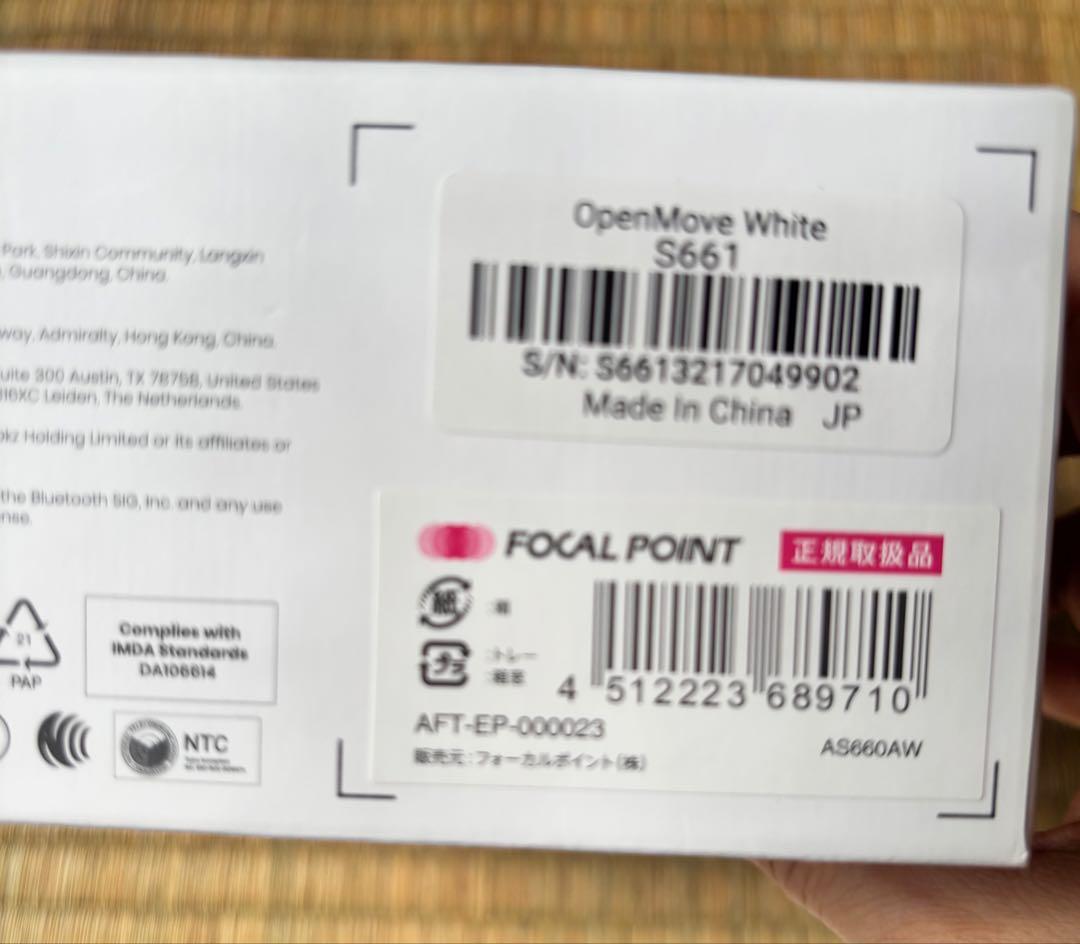 Park, Shixin Community, Langxin
, Guangdong, China.
way, Admiralty, Hong Kong, China.
uite 300 Austin, TX 78758, United States
316XC Leiden, The Netherlands.
okz Holding Limited or its affiliates or
the Bluetooth SIG, Inc. and any use
nse.
21
PAP
Complies with
IMDA Standards
DA106614
NTC
OpenMove White
S661
S/N: S6613217049902
Made In China JP
FOCAL POINT
正規取扱品
紙
:箱
プラ
:トレー
4 512223 689710
AFT-EP-000023
AS660AW
販売元:フォーカルポイント(株)